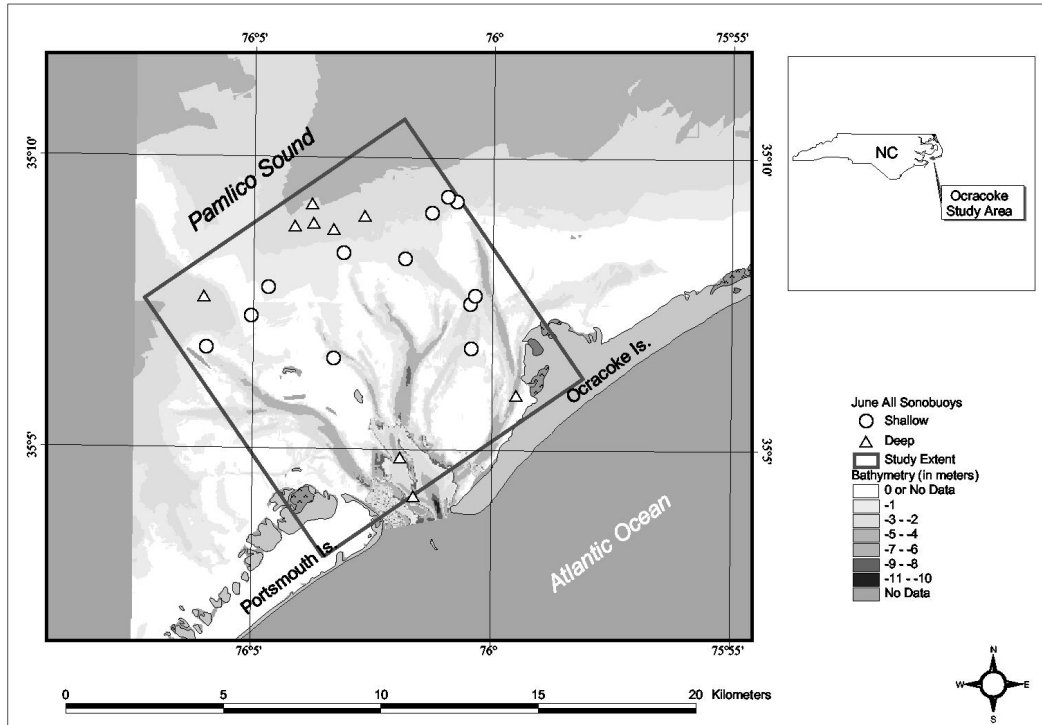 76°5'
76°
75°55'
35°10'
35°10'
Pamlico Sound
NC
Ocracoke
Study Area
Ocracoke Is.
35°5'
35°5'
Portsmouth Is.
Atlantic Ocean
76°5'
76°
75°55'
June All Sonobuoys
Shallow
Deep
Study Extent
Bathymetry (in meters)
0 or No Data
-1
-3 - -2
-5 - -4
-7 - -6
-9 - -8
-11 - -10
No Data
0 5 10 15 20 Kilometers
N
W E
S